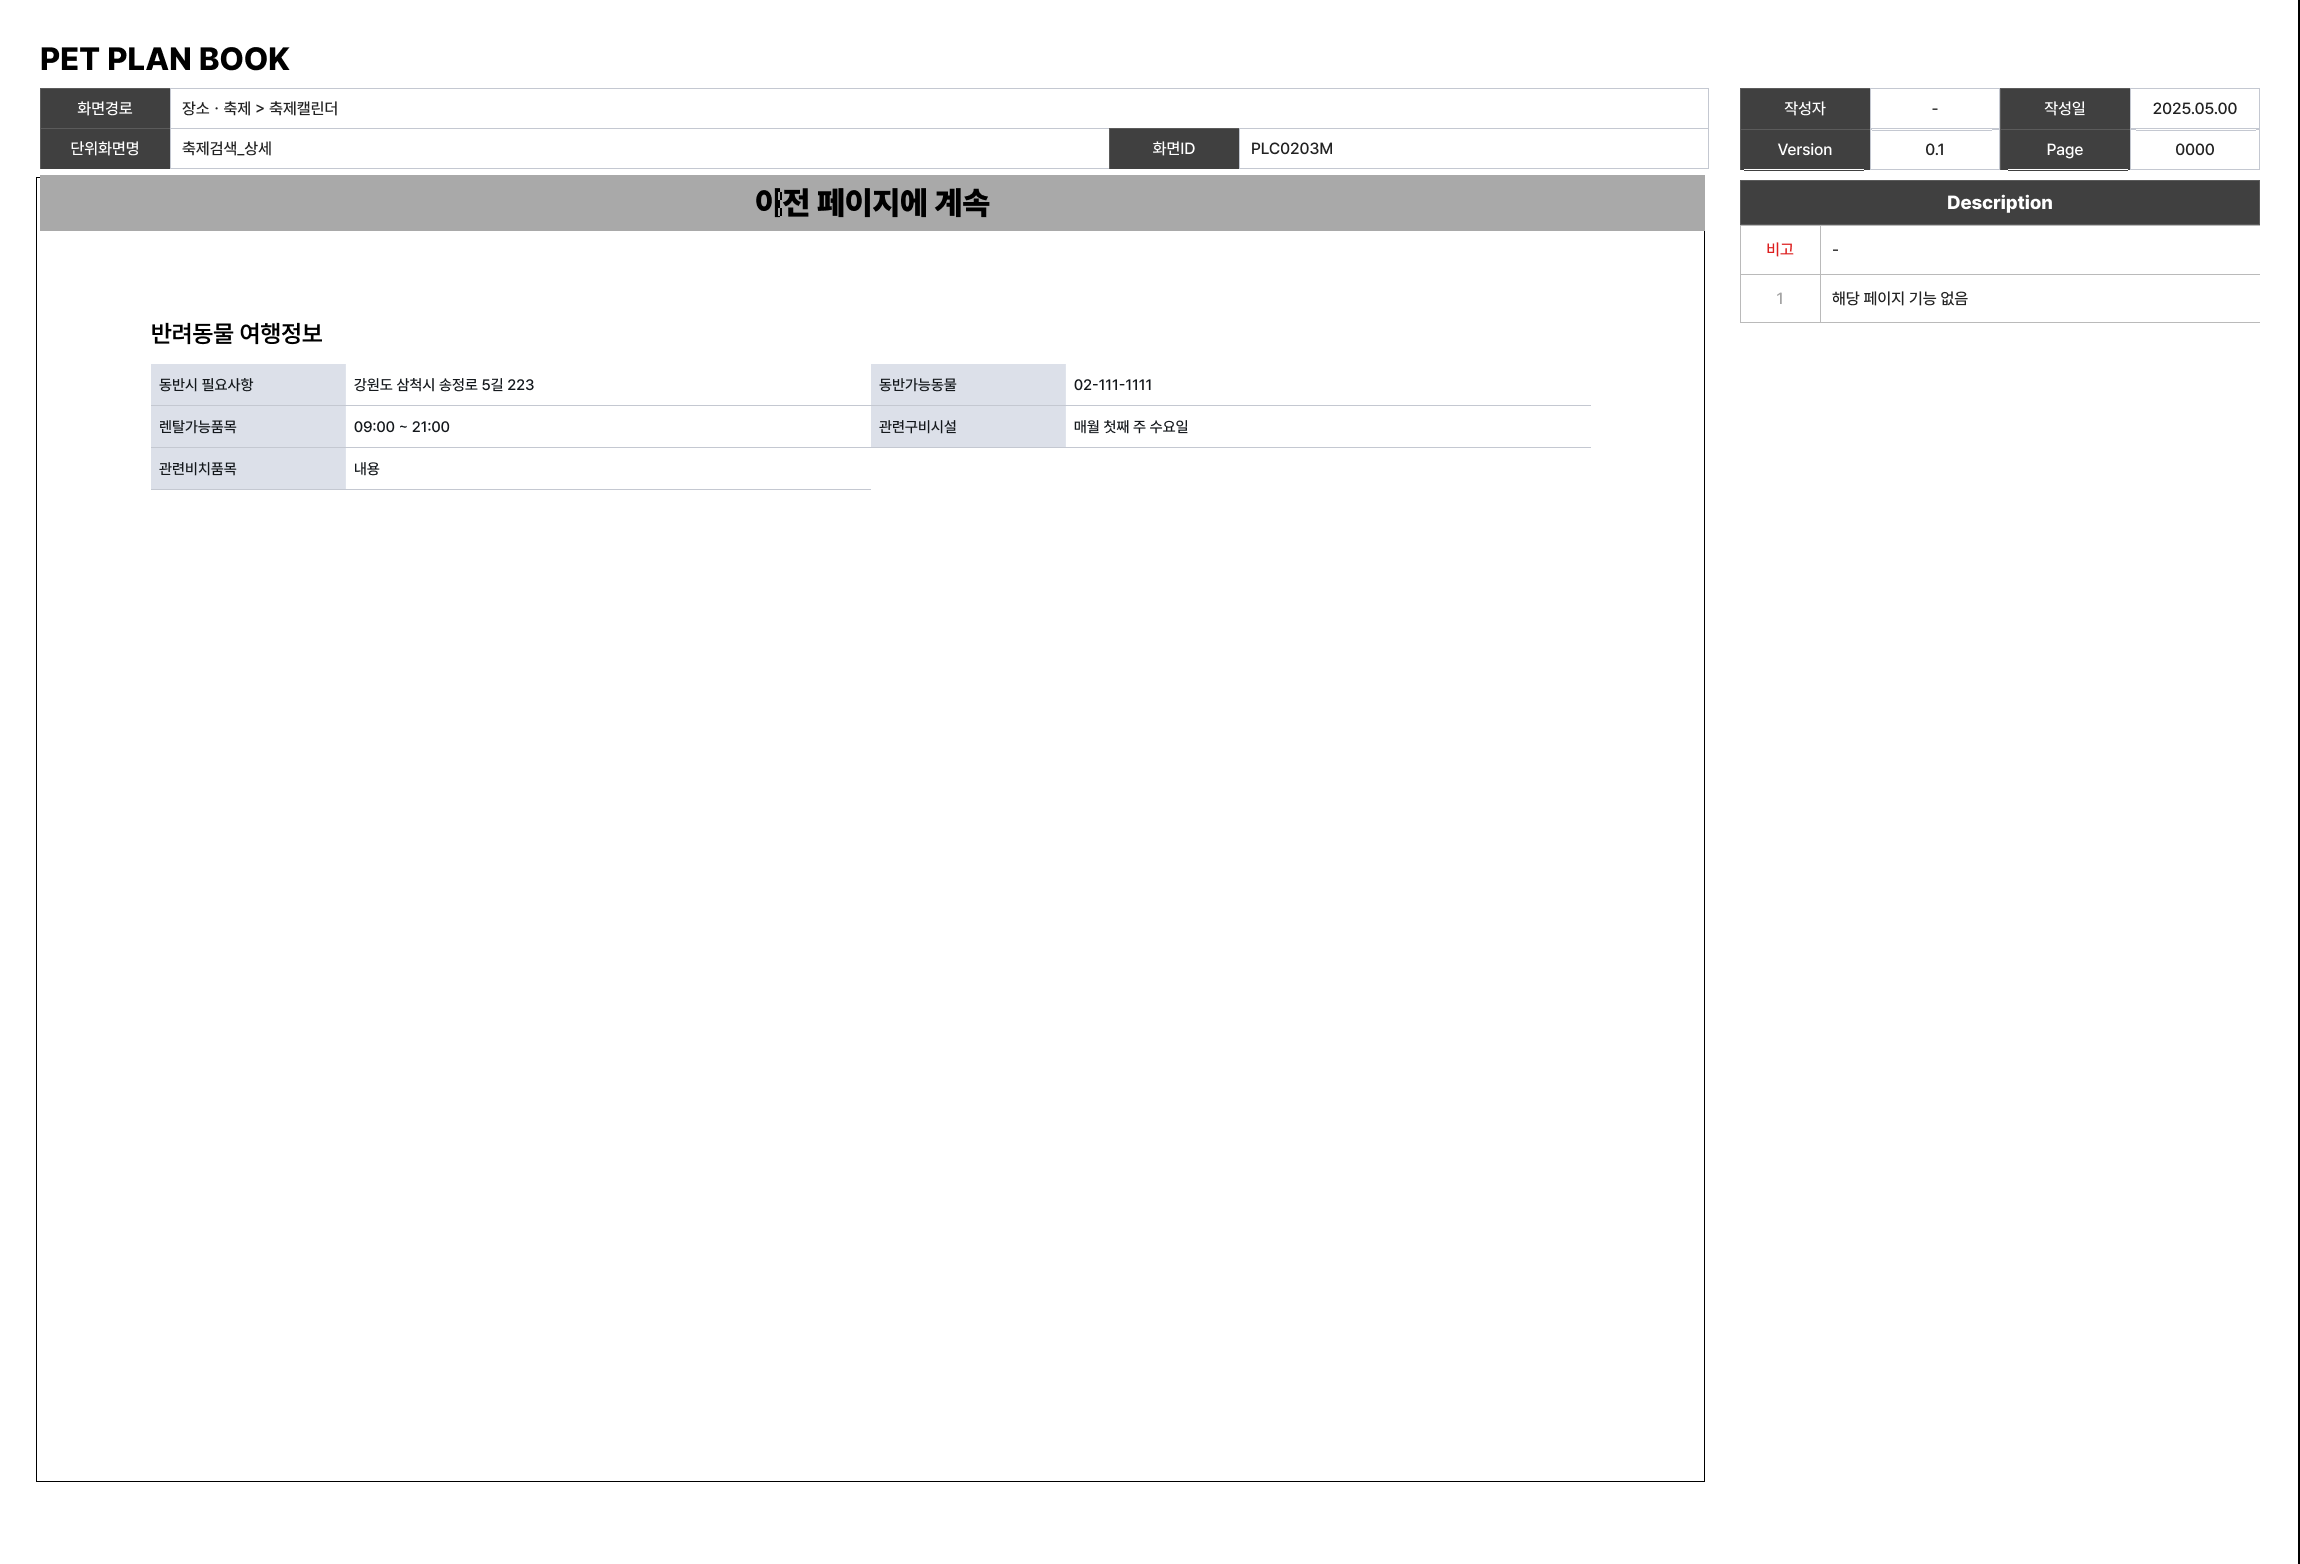 PET PLAN BOOK
화면경로 장소 · 축제 > 축제캘린더
단위화면명 축제검색_상세 화면ID PLC0203M
작성자 - 작성일 2025.05.00
Version 0.1 Page 0000
이전 페이지에 계속
Description
비고 -
1 해당 페이지 기능 없음
반려동물 여행정보
동반시 필요사항 강원도 삼척시 송정로 5길 223 동반가능동물 02-111-1111
렌탈가능품목 09:00 ~ 21:00 관련구비시설 매월 첫째 주 수요일
관련비치품목 내용